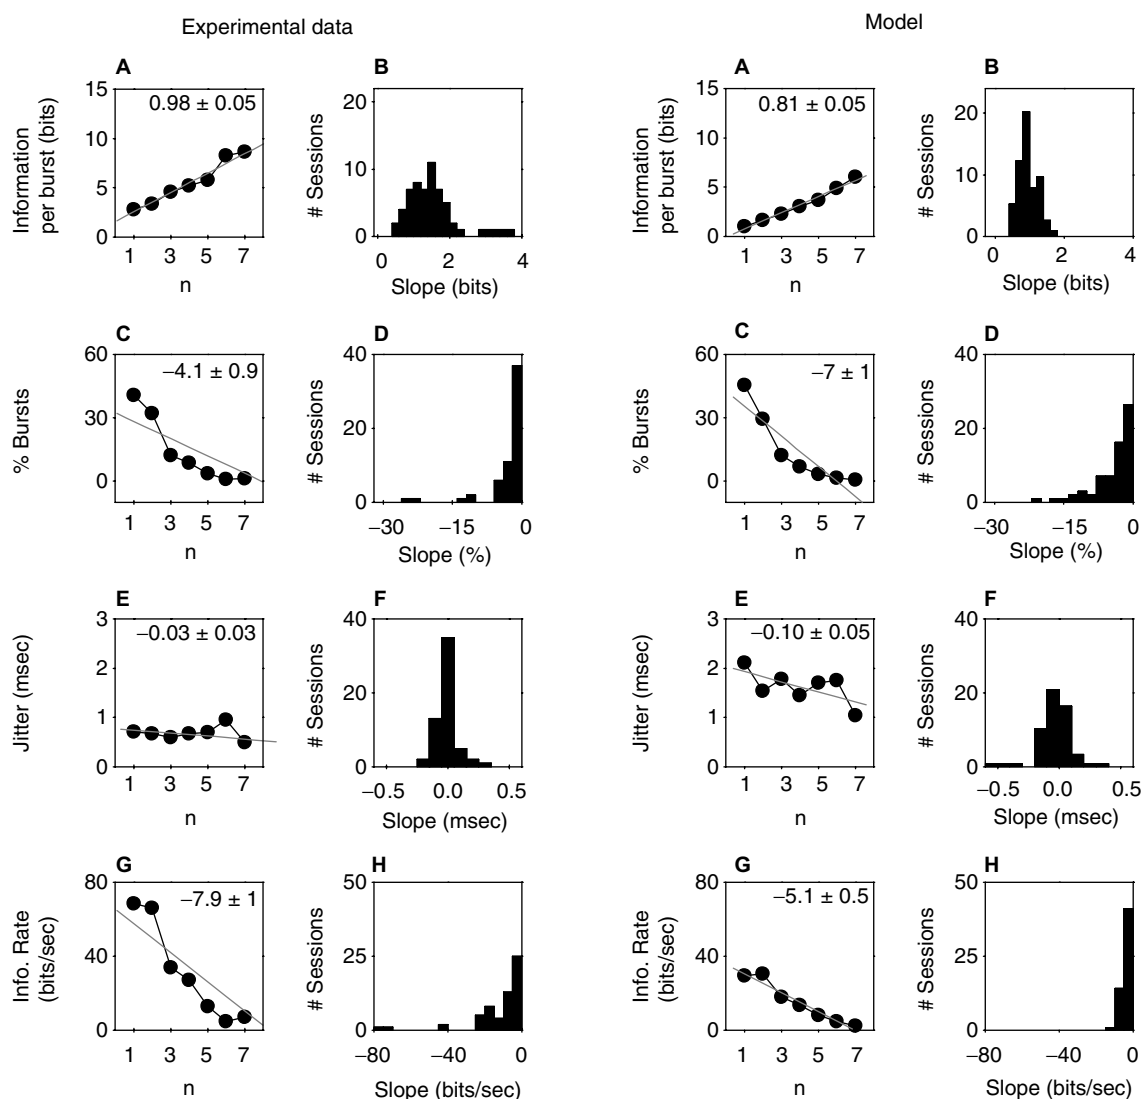 Experimental data
Model
A
15
10
5
0
Information
per burst (bits)
0.98 ± 0.05
1 3 5 7
n
B
20
10
0
# Sessions
0 2 4
Slope (bits)
A
15
10
5
0
Information
per burst (bits)
0.81 ± 0.05
1 3 5 7
n
B
20
10
0
# Sessions
0 2 4
Slope (bits)
C
60
30
0
% Bursts
−4.1 ± 0.9
1 3 5 7
n
D
40
20
0
# Sessions
−30 −15 0
Slope (%)
C
60
30
0
% Bursts
−7 ± 1
1 3 5 7
n
D
40
20
0
# Sessions
−30 −15 0
Slope (%)
E
3
2
1
0
Jitter (msec)
−0.03 ± 0.03
1 3 5 7
n
F
40
20
0
# Sessions
−0.5 0.0 0.5
Slope (msec)
E
3
2
1
0
Jitter (msec)
−0.10 ± 0.05
1 3 5 7
n
F
40
20
0
# Sessions
−0.5 0.0 0.5
Slope (msec)
G
80
40
0
Info. Rate
(bits/sec)
−7.9 ± 1
1 3 5 7
n
H
50
25
0
# Sessions
−80 −40 0
Slope (bits/sec)
G
80
40
0
Info. Rate
(bits/sec)
−5.1 ± 0.5
1 3 5 7
n
H
50
25
0
# Sessions
−80 −40 0
Slope (bits/sec)